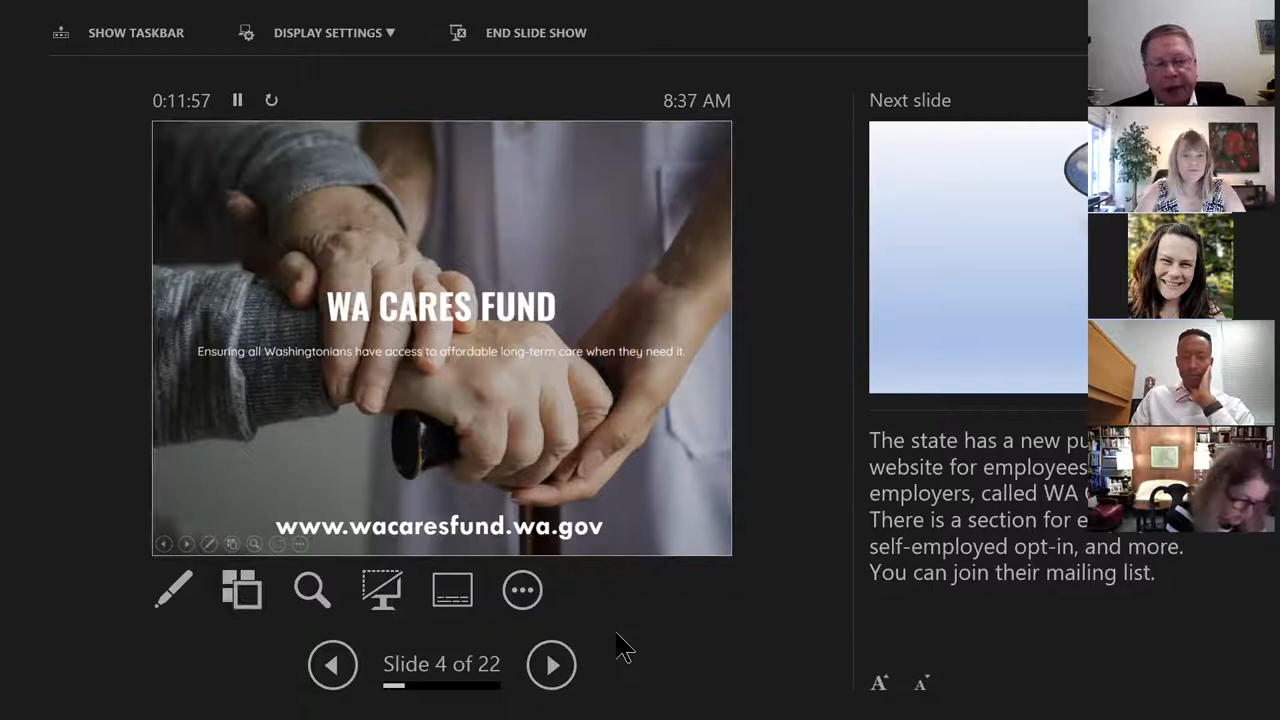 SHOW TASKBAR
DISPLAY SETTINGS ▼
END SLIDE SHOW
0:11:57
8:37 AM
Next slide
WA CARES FUND
Ensuring all Washingtonians have access to affordable long-term care when they need it.
www.wacaresfund.wa.gov
The state has a new
website for employees
employers, called WA
There is a section for
self-employed opt-in, and more.
You can join their mailing list.
Slide 4 of 22
A A